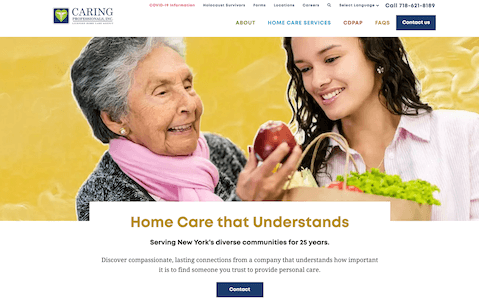 COVID-19 Information Holocaust Survivors Forms Locations Careers Select Language Call 718-621-8189
CARING
PROFESSIONALS, INC.
ABOUT HOME CARE SERVICES CDPAP FAQS Contact us
Home Care that Understands
Serving New York's diverse communities for 25 years.
Discover compassionate, lasting connections from a company that understands how important
it is to find someone you trust to provide personal care.
Contact